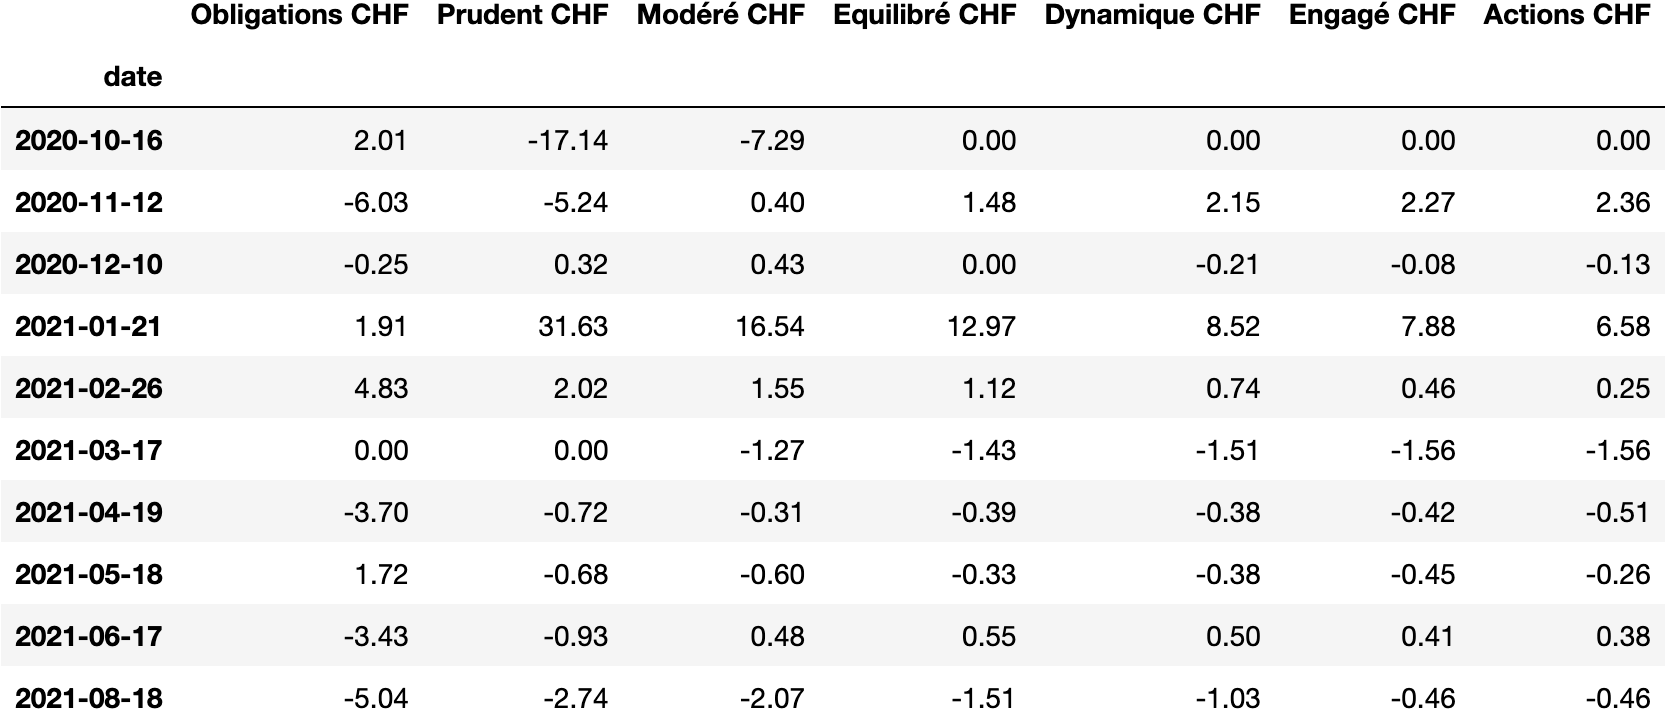 Obligations CHF Prudent CHF Modéré CHF Equilibré CHF Dynamique CHF Engagé CHF Actions CHF
date
2020-10-16 2.01 -17.14 -7.29 0.00 0.00 0.00 0.00
2020-11-12 -6.03 -5.24 0.40 1.48 2.15 2.27 2.36
2020-12-10 -0.25 0.32 0.43 0.00 -0.21 -0.08 -0.13
2021-01-21 1.91 31.63 16.54 12.97 8.52 7.88 6.58
2021-02-26 4.83 2.02 1.55 1.12 0.74 0.46 0.25
2021-03-17 0.00 0.00 -1.27 -1.43 -1.51 -1.56 -1.56
2021-04-19 -3.70 -0.72 -0.31 -0.39 -0.38 -0.42 -0.51
2021-05-18 1.72 -0.68 -0.60 -0.33 -0.38 -0.45 -0.26
2021-06-17 -3.43 -0.93 0.48 0.55 0.50 0.41 0.38
2021-08-18 -5.04 -2.74 -2.07 -1.51 -1.03 -0.46 -0.46